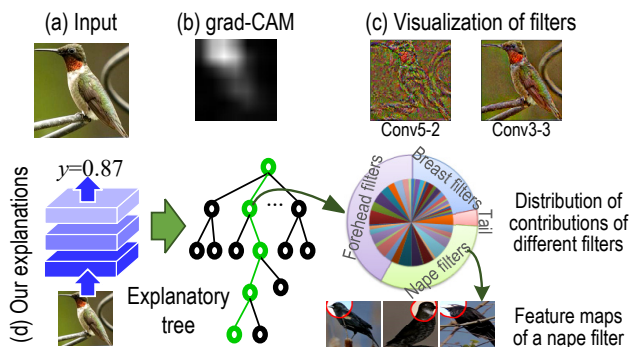 (a) Input
(b) grad-CAM
(c) Visualization of filters
Conv5-2
Conv3-3
(d) Our explanations
y=0.87
Explanatory
tree
...
Forehead filters
Breast filters
Tail
Nape filters
Distribution of
contributions of
different filters
Feature maps
of a nape filter